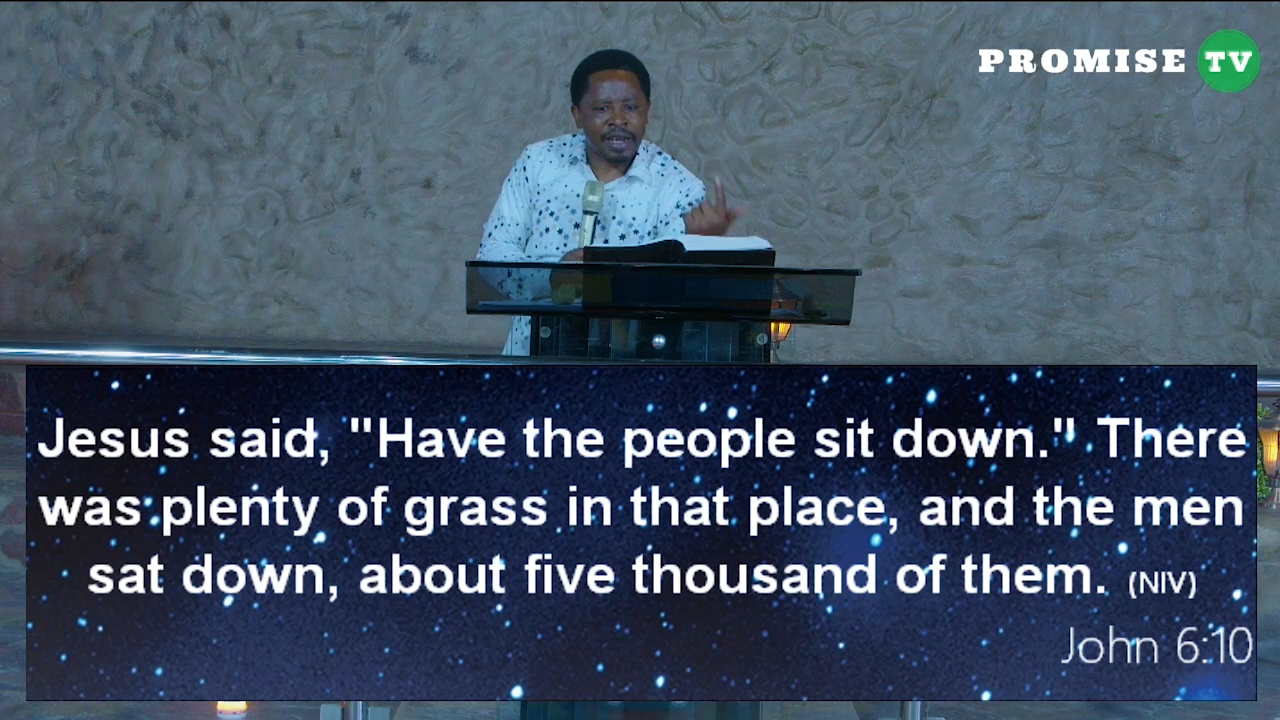 PROMISE TV
Jesus said, "Have the people sit down." There
was plenty of grass in that place, and the men
sat down, about five thousand of them. (NIV)
John 6:10